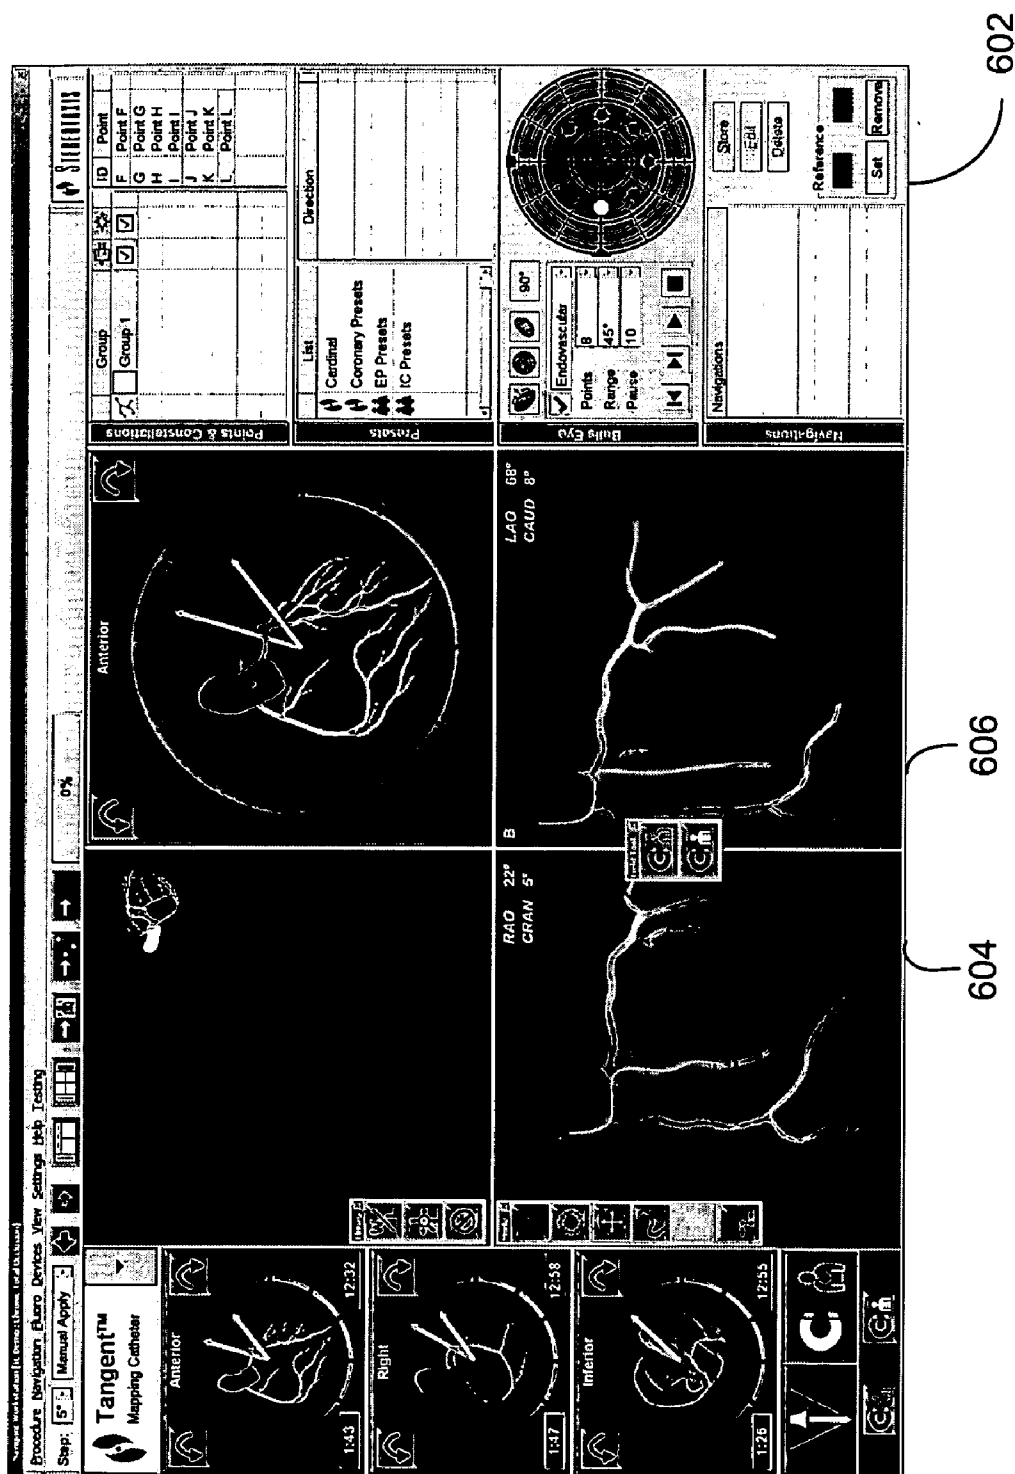 Procedure Navigation Fluoro Devices View Settings Help Testing
Step: 5° Manual Apply
0%
STEREOTAXIS
Tangent™
Mapping Catheter
Anterior
1:43
12:32
Right
1:47
12:58
Inferior
1:26
12:55
Anterior
RAO 22°
CRAN 5°
B
LAO 68°
CAUD 8°
Points & Constellations
Group
Group 1
ID Point
F Point F
G Point G
H Point H
I Point I
J Point J
K Point K
L Point L
Presets
List
Direction
Cardinal
Coronary Presets
EP Presets
IC Presets
Bulls Eye
90°
Endovascular
Points 8
Range 45°
Pause 10
Navigations
Navigations
Store
Edit
Delete
Reference
Set
Remove
602
604
606